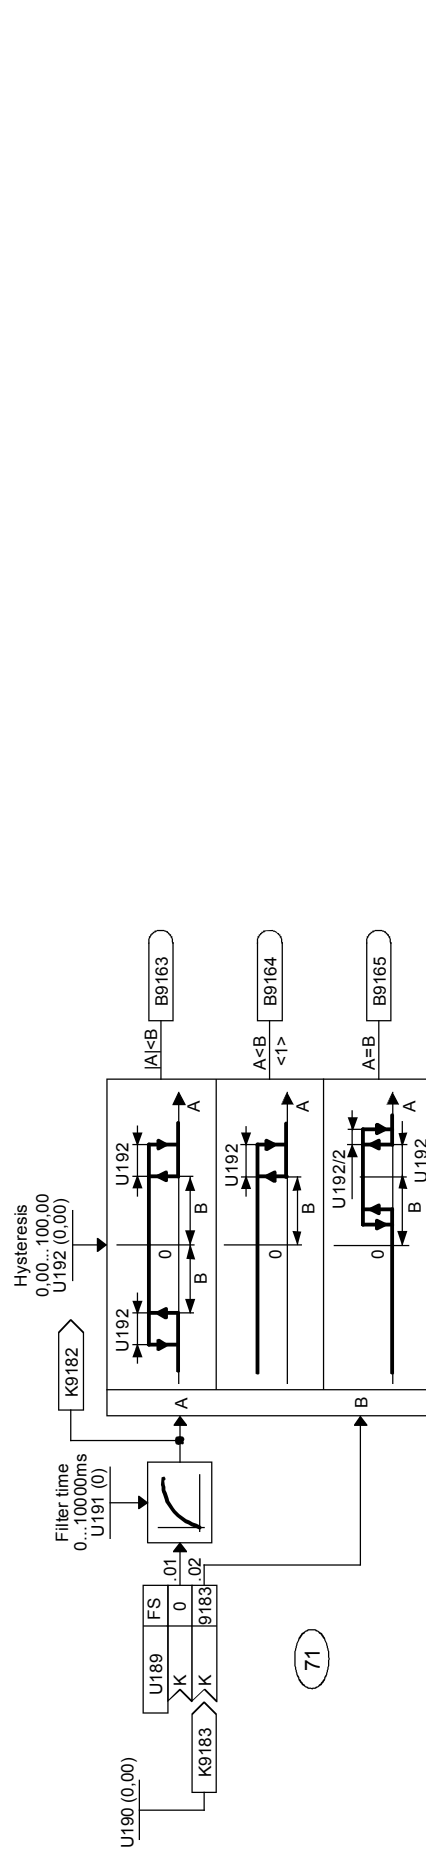 Hysteresis
0,00...100,00
U192 (0,00)
Filter time
0...10000ms
U191 (0)
K9182
U190 (0,00)
K9183
U189
FS
K
0
.01
K
9183
.02
71
A
B
U192
U192
B
0
B
A
|A|<B
B9163
U192
0
B
A
A<B
<1>
B9164
U192/2
0
B
U192
A
A=B
B9165